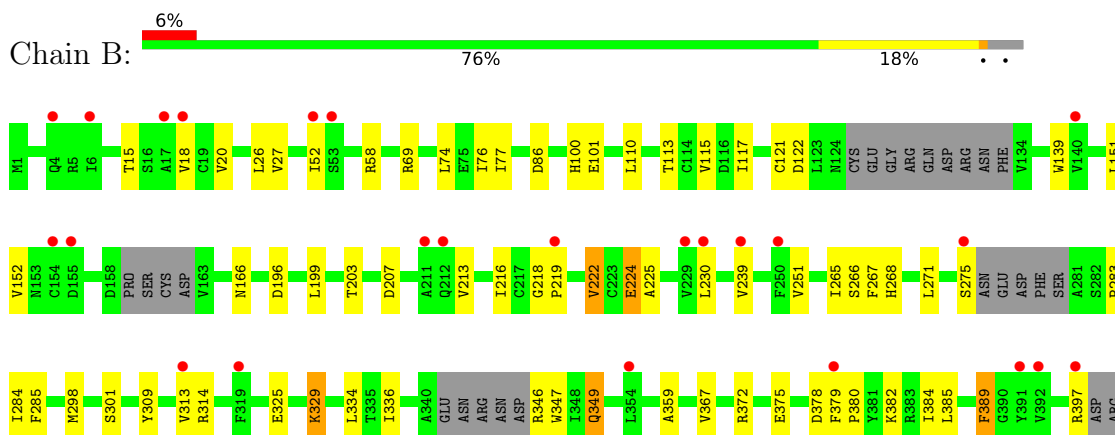 6%
Chain B:
76% 18% • •
M1 Q4 R5 I6 T15 S16 A17 V18 C19 V20 L26 V27 I52 S53 R58 R69 L74 E75 I76 I77 D86 H100 E101 L110 T113 C114 V115 D116 I117 C121 D122 L123 N124 CYS GLU GLY ARG GLN ASP ARG ASN PHE V134 W139 V140 L151
V152 N153 C154 D155 D158 PRO SER CYS ASP V163 N166 D196 L199 T203 D207 A211 Q212 V213 I216 C217 G218 P219 V222 C223 E224 A225 V229 L230 V239 F250 V251 I265 S266 F267 H268 L271 S275 ASN GLU ASP PHE SER A281 S282
I284 F285 M298 S301 Y309 V313 R314 F319 E325 K329 L334 T335 I336 A340 GLU ASN ARG ASN ASP R346 W347 I348 Q349 L354 A359 V367 R372 E375 D378 F379 P380 Y381 K382 R383 I384 L385 F389 G390 Y391 V392 R397 ASP